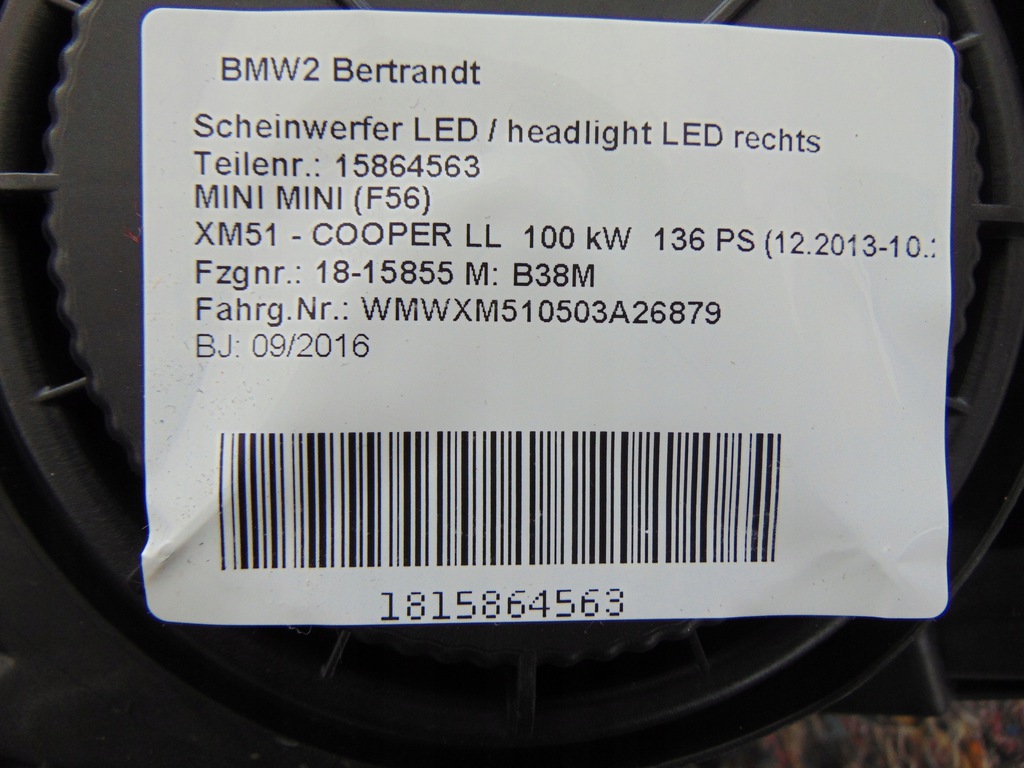 BMW2 Bertrandt
Scheinwerfer LED / headlight LED rechts
Teilenr.: 15864563
MINI MINI (F56)
XM51 - COOPER LL 100 kW 136 PS (12.2013-10.
Fzgnr.: 18-15855 M: B38M
Fahrg.Nr.: WMWXM510503A26879
BJ: 09/2016
1815864563